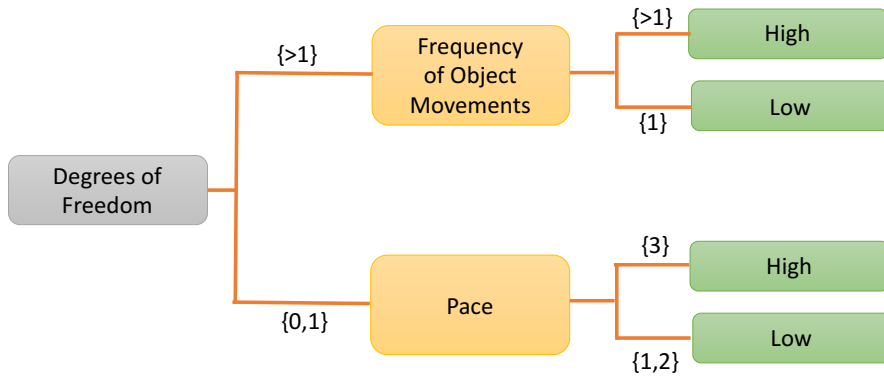 {>1}
Frequency
of Object
Movements
{>1}
High
{1}
Low
Degrees of
Freedom
{0,1}
Pace
{3}
High
{1,2}
Low